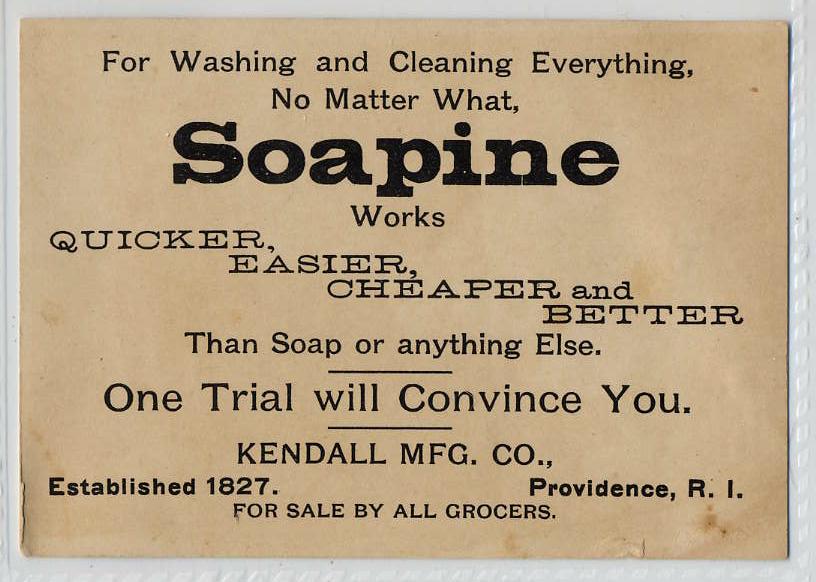 For Washing and Cleaning Everything,
No Matter What,
Soapine
Works
QUICKER,
EASIER,
CHEAPER and
BETTER
Than Soap or anything Else.
One Trial will Convince You.
KENDALL MFG. CO.,
Established 1827. Providence, R. I.
FOR SALE BY ALL GROCERS.